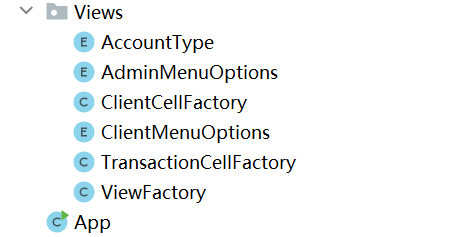 Views
E AccountType
E AdminMenuOptions
C ClientCellFactory
E ClientMenuOptions
C TransactionCellFactory
C ViewFactory
C App